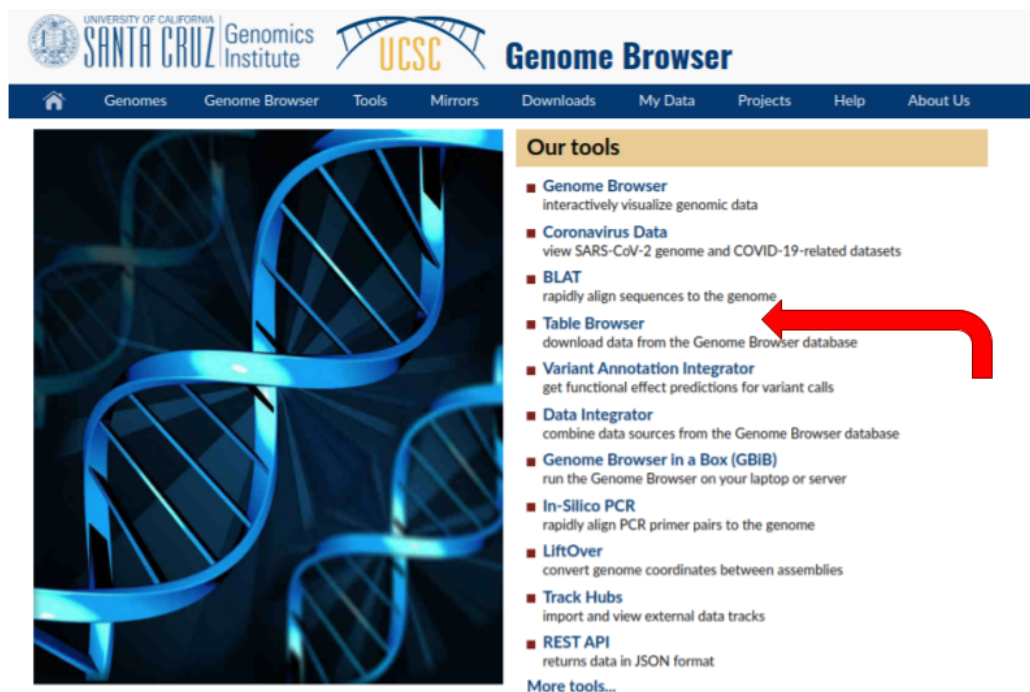 UNIVERSITY OF CALIFORNIA
SANTA CRUZ
Genomics
Institute
UCSC
Genome Browser
Genomes Genome Browser Tools Mirrors Downloads My Data Projects Help About Us
Our tools
Genome Browser
interactively visualize genomic data
Coronavirus Data
view SARS-CoV-2 genome and COVID-19-related datasets
BLAT
rapidly align sequences to the genome
Table Browser
download data from the Genome Browser database
Variant Annotation Integrator
get functional effect predictions for variant calls
Data Integrator
combine data sources from the Genome Browser database
Genome Browser in a Box (GBiB)
run the Genome Browser on your laptop or server
In-Silico PCR
rapidly align PCR primer pairs to the genome
LiftOver
convert genome coordinates between assemblies
Track Hubs
import and view external data tracks
REST API
returns data in JSON format
More tools...